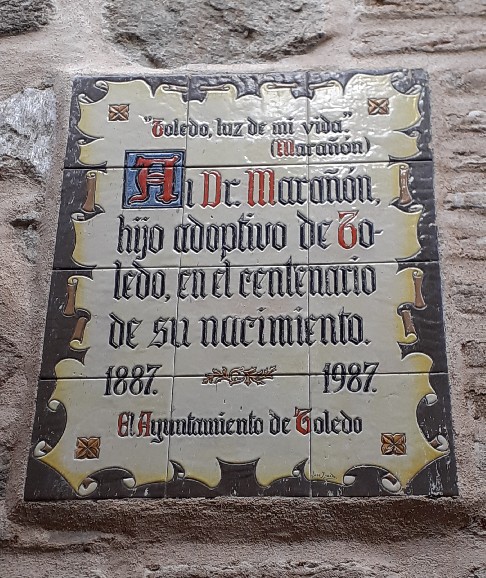 "Toledo, luz de mi vida."
(Marañón)
Al Dr. Marañón,
hijo adoptivo de To-
ledo, en el centenario
de su nacimiento.
1887. 1987.
El Ayuntamiento de Toledo